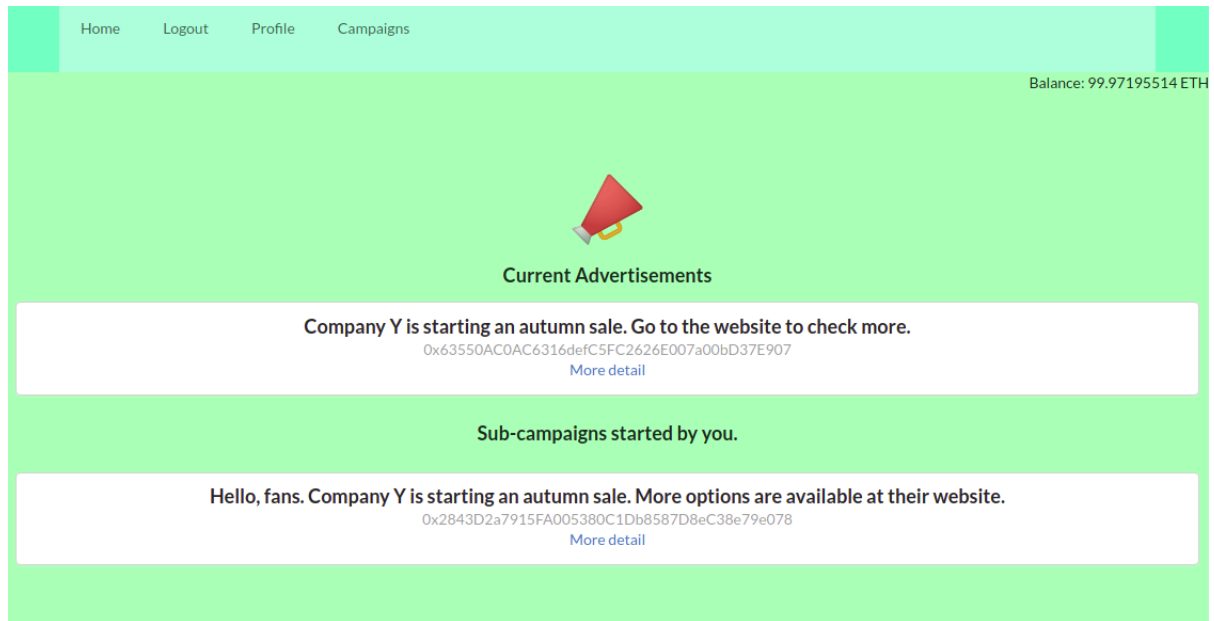 Home Logout Profile Campaigns
Balance: 99.97195514 ETH
Current Advertisements
Company Y is starting an autumn sale. Go to the website to check more.
0x63550AC0AC6316defC5FC2626E007a00bD37E907
More detail
Sub-campaigns started by you.
Hello, fans. Company Y is starting an autumn sale. More options are available at their website.
0x2843D2a7915FA005380C1Db8587D8eC38e79e078
More detail